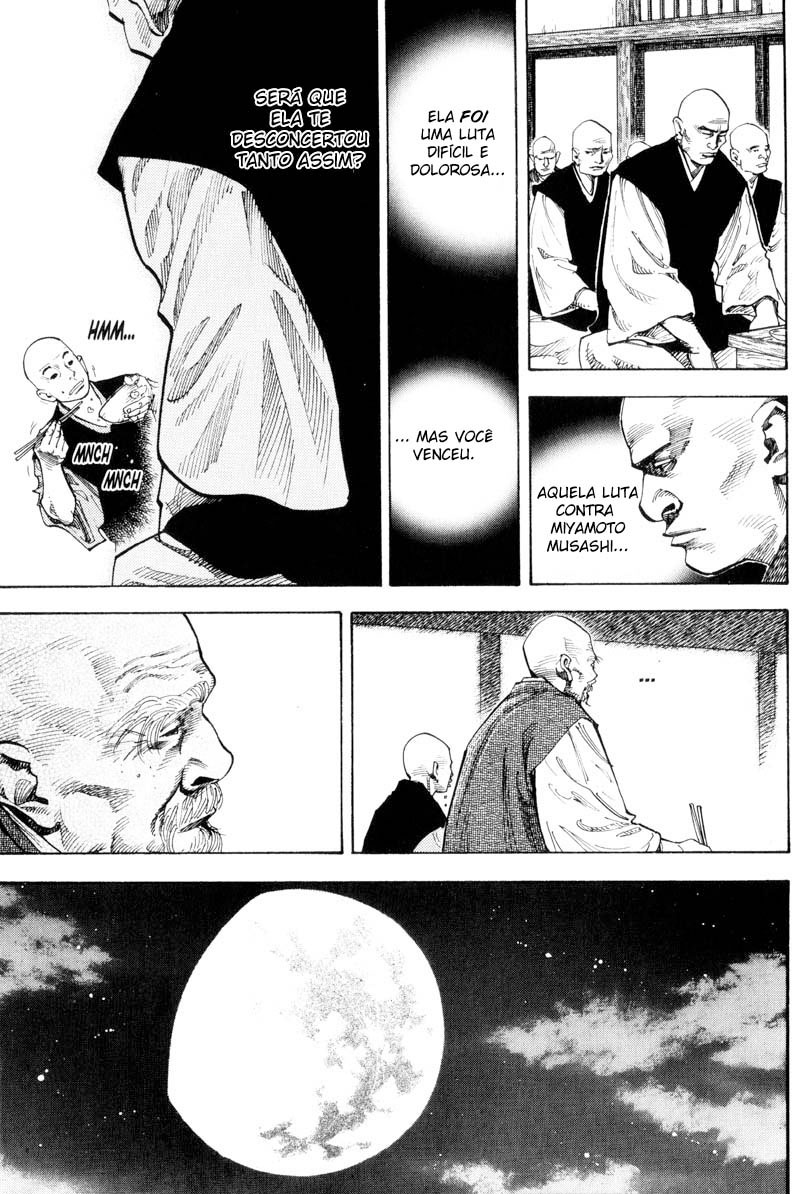 AQUELA LUTA
CONTRA
MIYAMOTO
MUSASHI...
ELA FOI
UMA LUTA
DIFÍCIL E
DOLOROSA...
... MAS VOCÊ
VENCEU.
SERÁ QUE
ELA TE
DESCONCERTOU
TANTO ASSIM?
HMM...
MNCH
MNCH
...